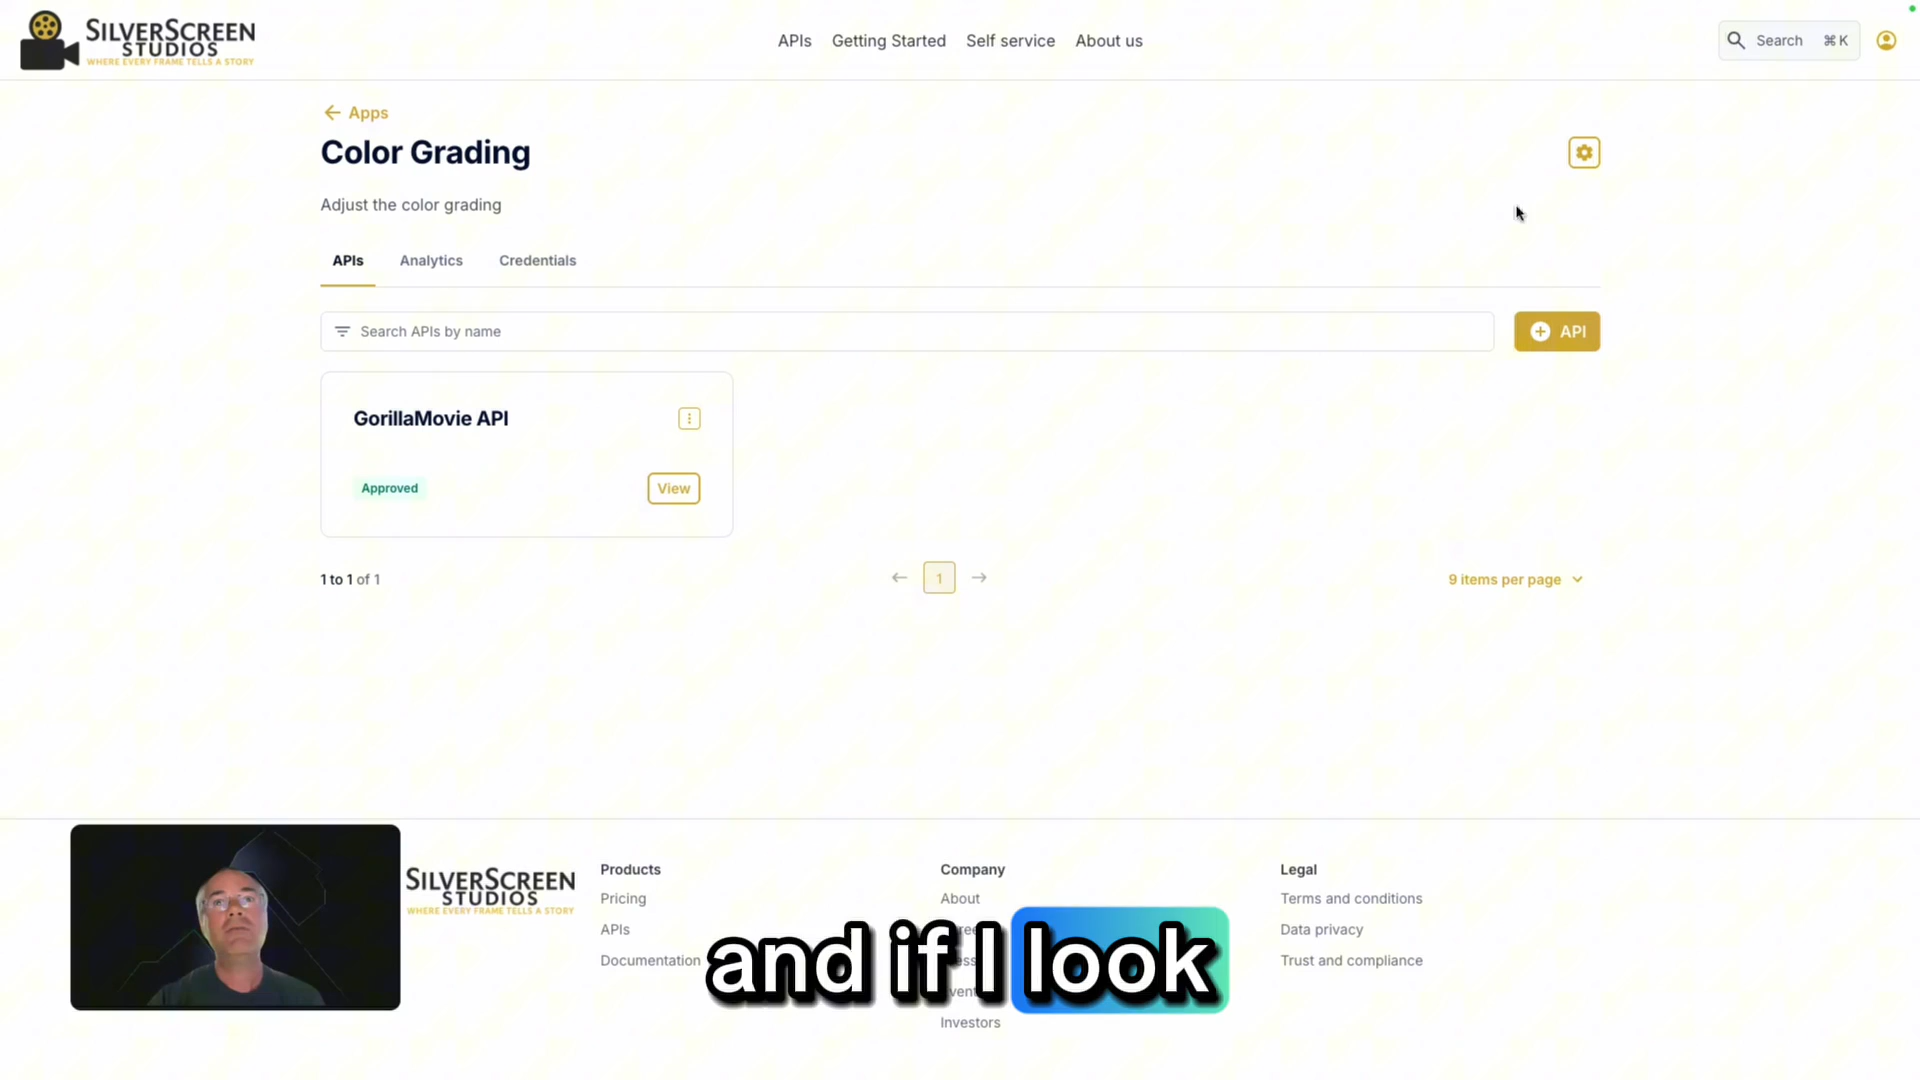 SILVERSCREEN
STUDIOS
WHERE EVERY FRAME TELLS A STORY
APIs
Getting Started
Self service
About us
Search
⌘ K
Apps
Color Grading
Adjust the color grading
APIs
Analytics
Credentials
Search APIs by name
API
GorillaMovie API
Approved
View
1 to 1 of 1
1
9 items per page
SILVERSCREEN
STUDIOS
WHERE EVERY FRAME TELLS A STORY
Products
Pricing
APIs
Documentation
Company
About
Investors
Legal
Terms and conditions
Data privacy
Trust and compliance
and if I look